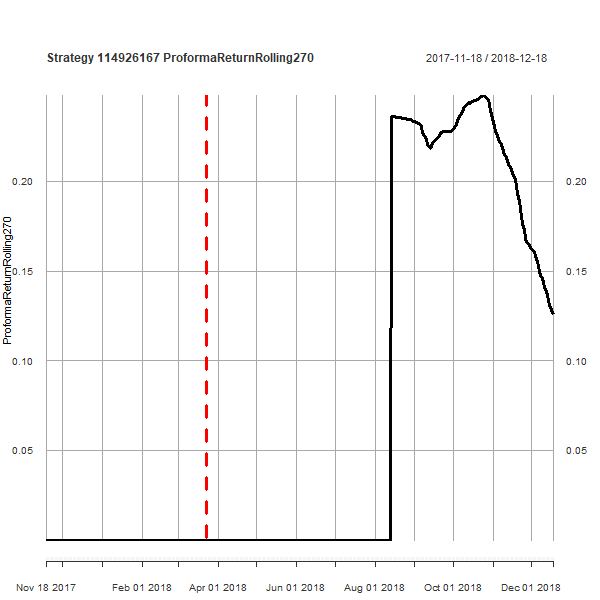 Strategy 114926167 ProformaReturnRolling270
2017-11-18 / 2018-12-18
ProformaReturnRolling270
0.20 0.20
0.15 0.15
0.10 0.10
0.05 0.05
Nov 18 2017 Feb 01 2018 Apr 01 2018 Jun 01 2018 Aug 01 2018 Oct 01 2018 Dec 01 2018